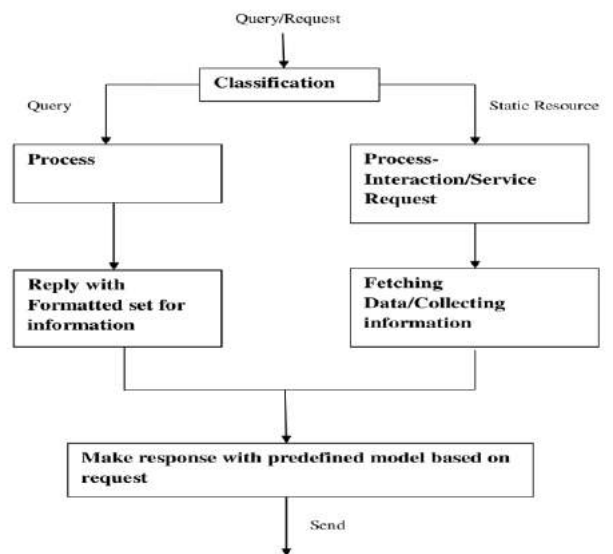 Query/Request
Classification
Query
Static Resource
Process
Process-
Interaction/Service
Request
Reply with
Formatted set for
information
Fetching
Data/Collecting
information
Make response with predefined model based on
request
Send